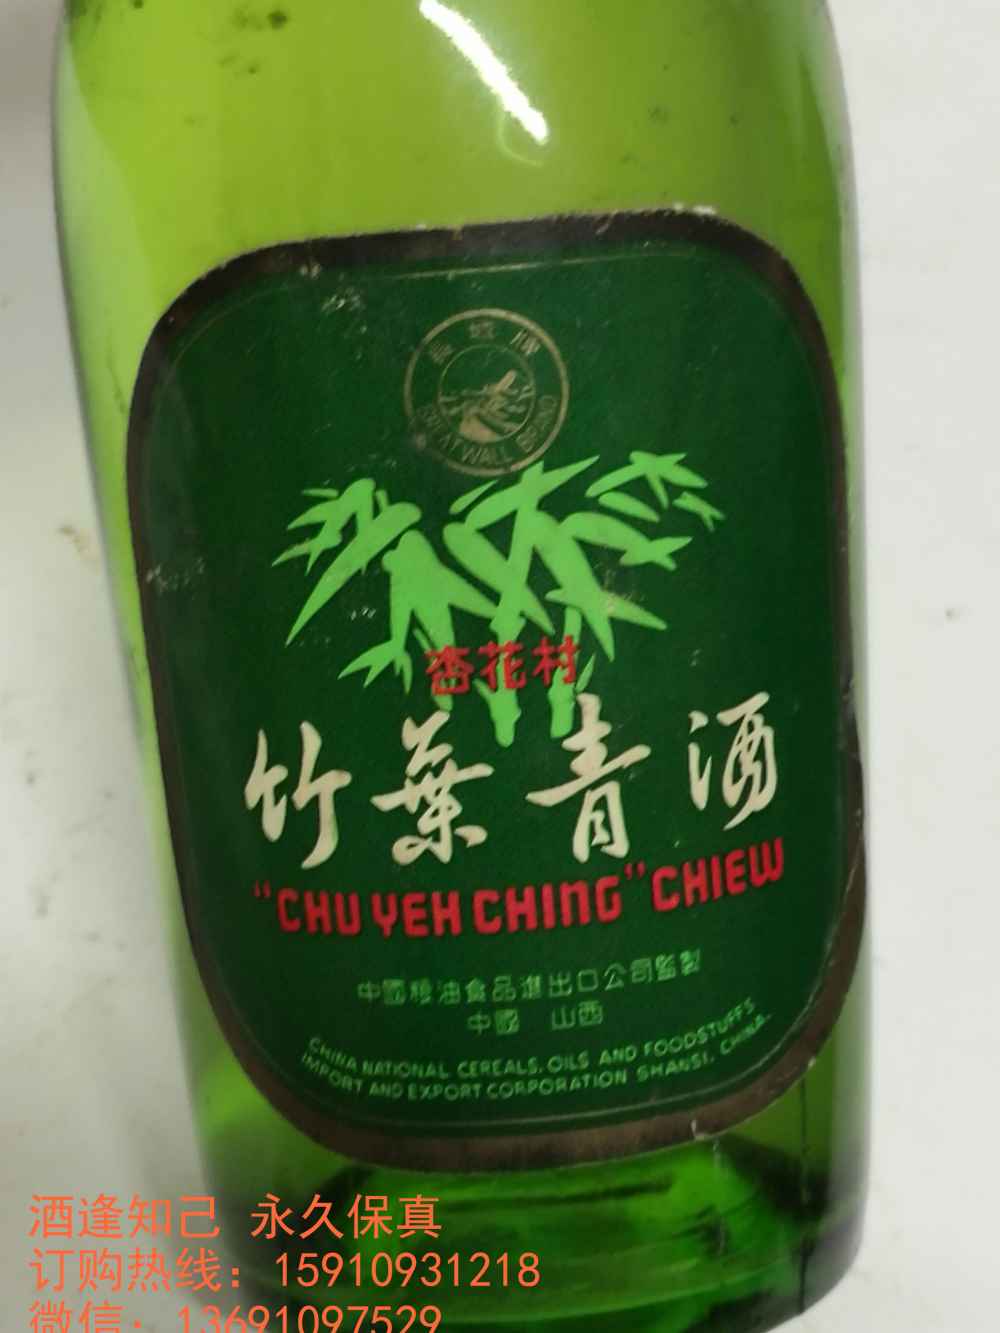 長城牌
GREAT WALL BRAND
杏花村
竹葉青酒
"CHU YEH CHING" CHIEW
中國粮油食品進出口公司監製
中國 山西
CHINA NATIONAL CEREALS, OILS AND FOODSTUFFS
IMPORT AND EXPORT CORPORATION SHANSI, CHINA.
酒逢知己 永久保真
订购热线：15910931218
微信：13691097529